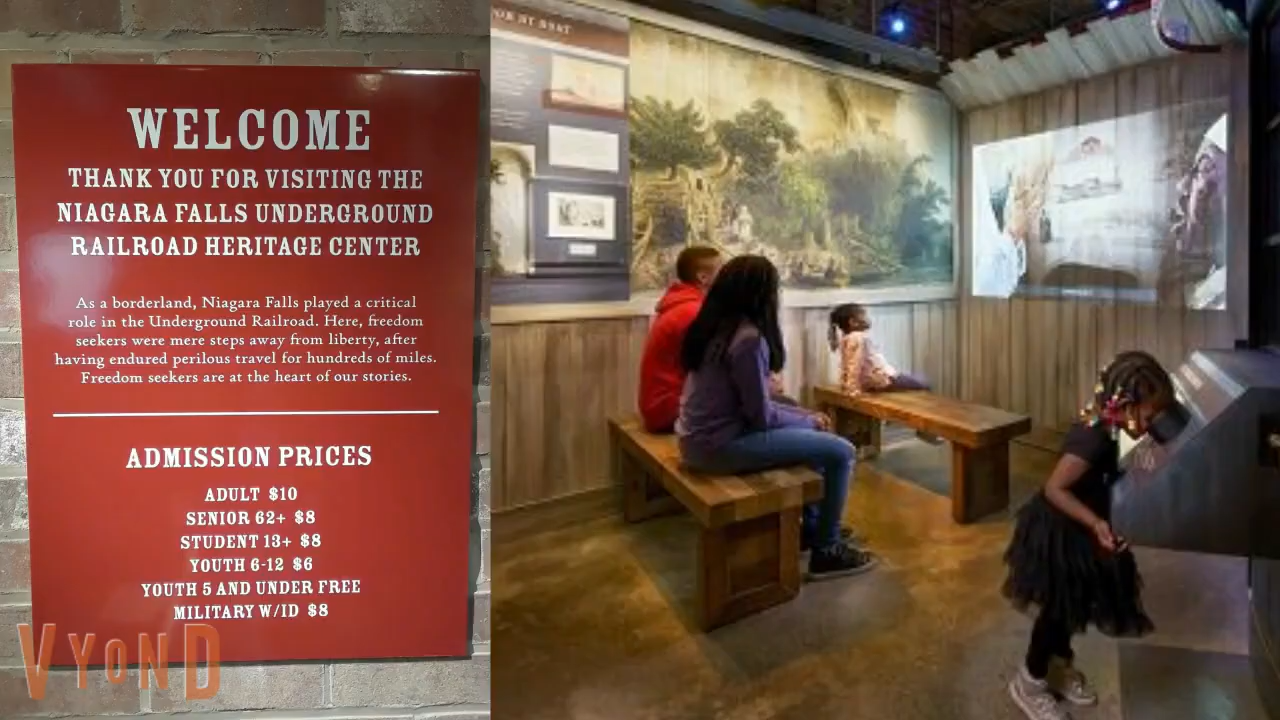 WELCOME
THANK YOU FOR VISITING THE
NIAGARA FALLS UNDERGROUND
RAILROAD HERITAGE CENTER
As a borderland, Niagara Falls played a critical
role in the Underground Railroad. Here, freedom
seekers were mere steps away from liberty, after
having endured perilous travel for hundreds of miles.
Freedom seekers are at the heart of our stories.
ADMISSION PRICES
ADULT $10
SENIOR 62+ $8
STUDENT 13+ $8
YOUTH 6-12 $6
YOUTH 5 AND UNDER FREE
MILITARY W/ID $8
VYOND